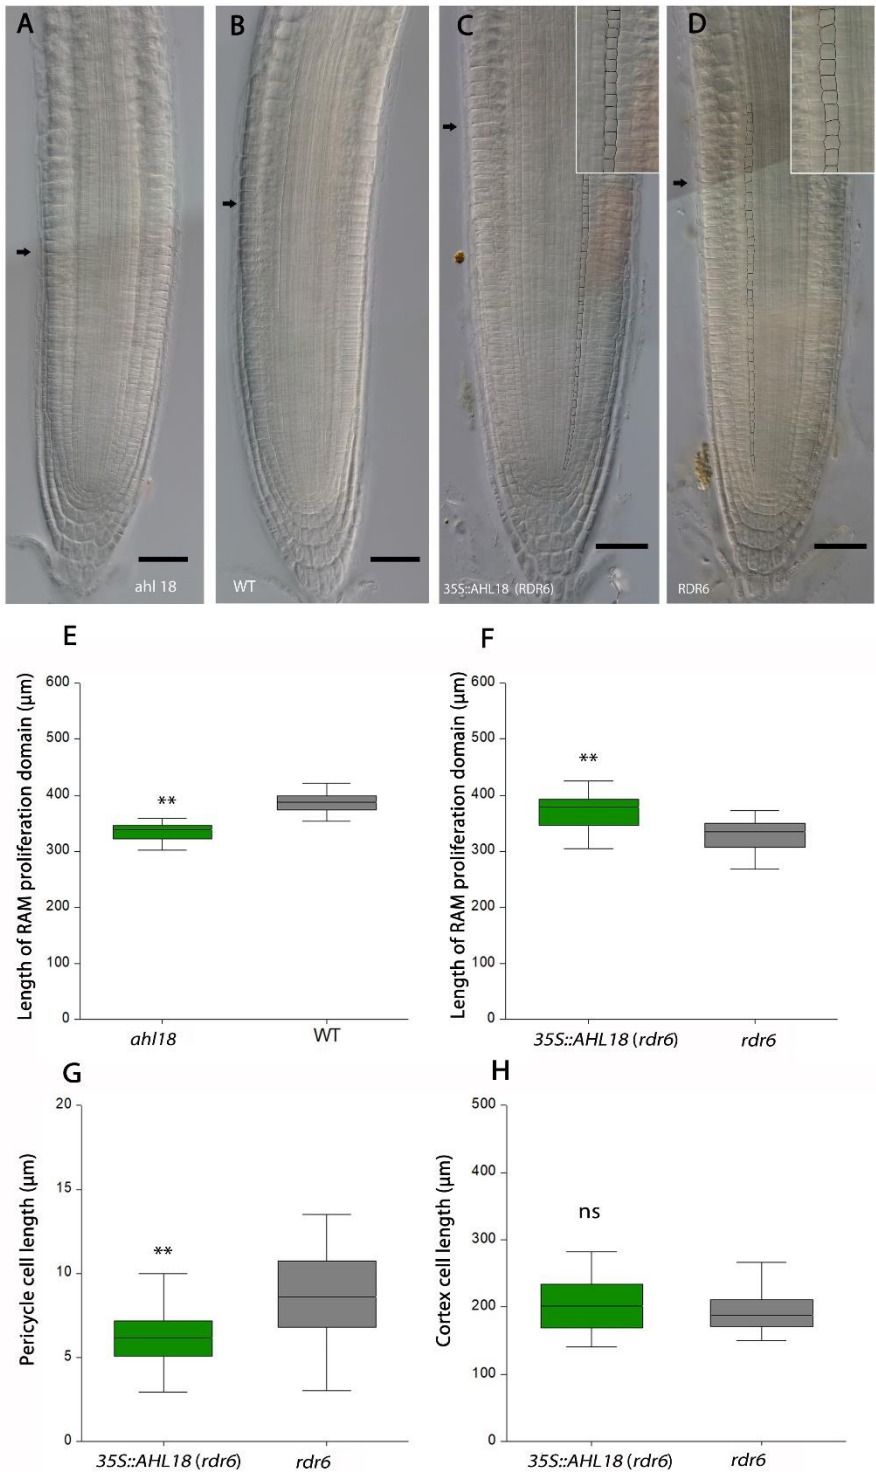 A
B
C
D
ahl 18
WT
35S::AHL18 (RDR6)
RDR6
E
Length of RAM proliferation domain (µm)
600
500
400
300
200
100
0
**
ahl18
WT
F
Length of RAM proliferation domain (µm)
600
500
400
300
200
100
0
**
35S::AHL18 (rdr6)
rdr6
G
Pericycle cell length (µm)
20
15
10
5
0
**
35S::AHL18 (rdr6)
rdr6
H
Cortex cell length (µm)
500
400
300
200
100
0
ns
35S::AHL18 (rdr6)
rdr6